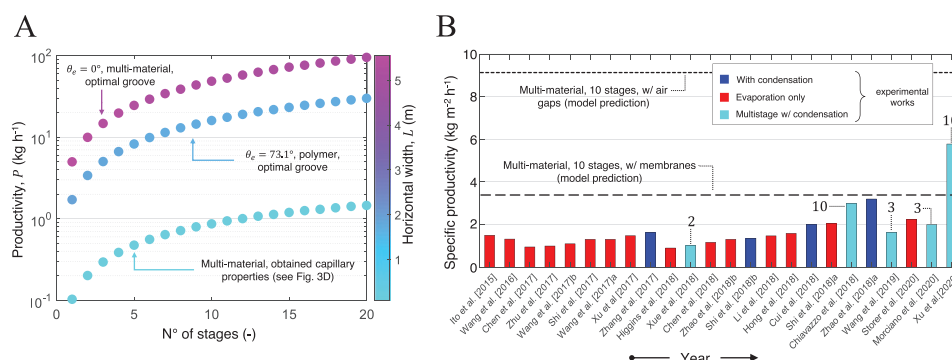 A
Productivity, P (kg h⁻¹)
10²
10¹
10⁰
10⁻¹
θe = 0°, multi-material,
optimal groove
θe = 73.1°, polymer,
optimal groove
Multi-material, obtained capillary
properties (see Fig. 3D)
0
5
10
15
20
N° of stages (-)
5
4
3
2
1
Horizontal width, L (m)
B
Specific productivity (kg m⁻² h⁻¹)
10
8
6
4
2
0
Multi-material, 10 stages, w/ air
gaps (model prediction)
With condensation
Evaporation only
Multistage w/ condensation
experimental
works
Multi-material, 10 stages, w/ membranes
(model prediction)
2
10
3
3
Ito et al. [2015]
Wang et al. [2016]
Chen et al. [2017]
Zhu et al. [2017]
Wang et al. [2017]b
Shi et al. [2017]
Wang et al. [2017]a
Xu et al. [2017]
Zhang et al. [2017]
Higgins et al. [2018]
Xue et al. [2018]
Chen et al. [2018]
Zhao et al. [2018]b
Shi et al. [2018]b
Li et al. [2018]
Hong et al. [2018]
Cui et al. [2018]
Shi et al. [2018]a
Chiavazzo et al. [2018]
Zhao et al. [2018]a
Wang et al. [2019]
Storer et al. [2020]
Morciano et al. [2020]
Xu et al. [202
Year